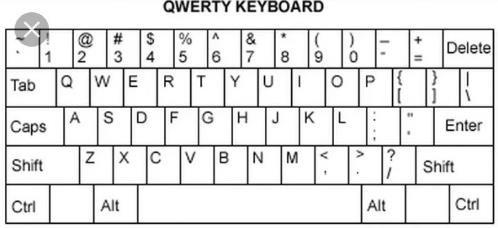 QWERTY KEYBOARD
~ ! @ # $ % ^ & * ( ) _ +
` 1 2 3 4 5 6 7 8 9 0 - = Delete
Tab Q W E R T Y U I O P { } |
[ ] \
Caps A S D F G H J K L : " Enter
; '
Shift Z X C V B N M < > ? Shift
, . /
Ctrl Alt Alt Ctrl